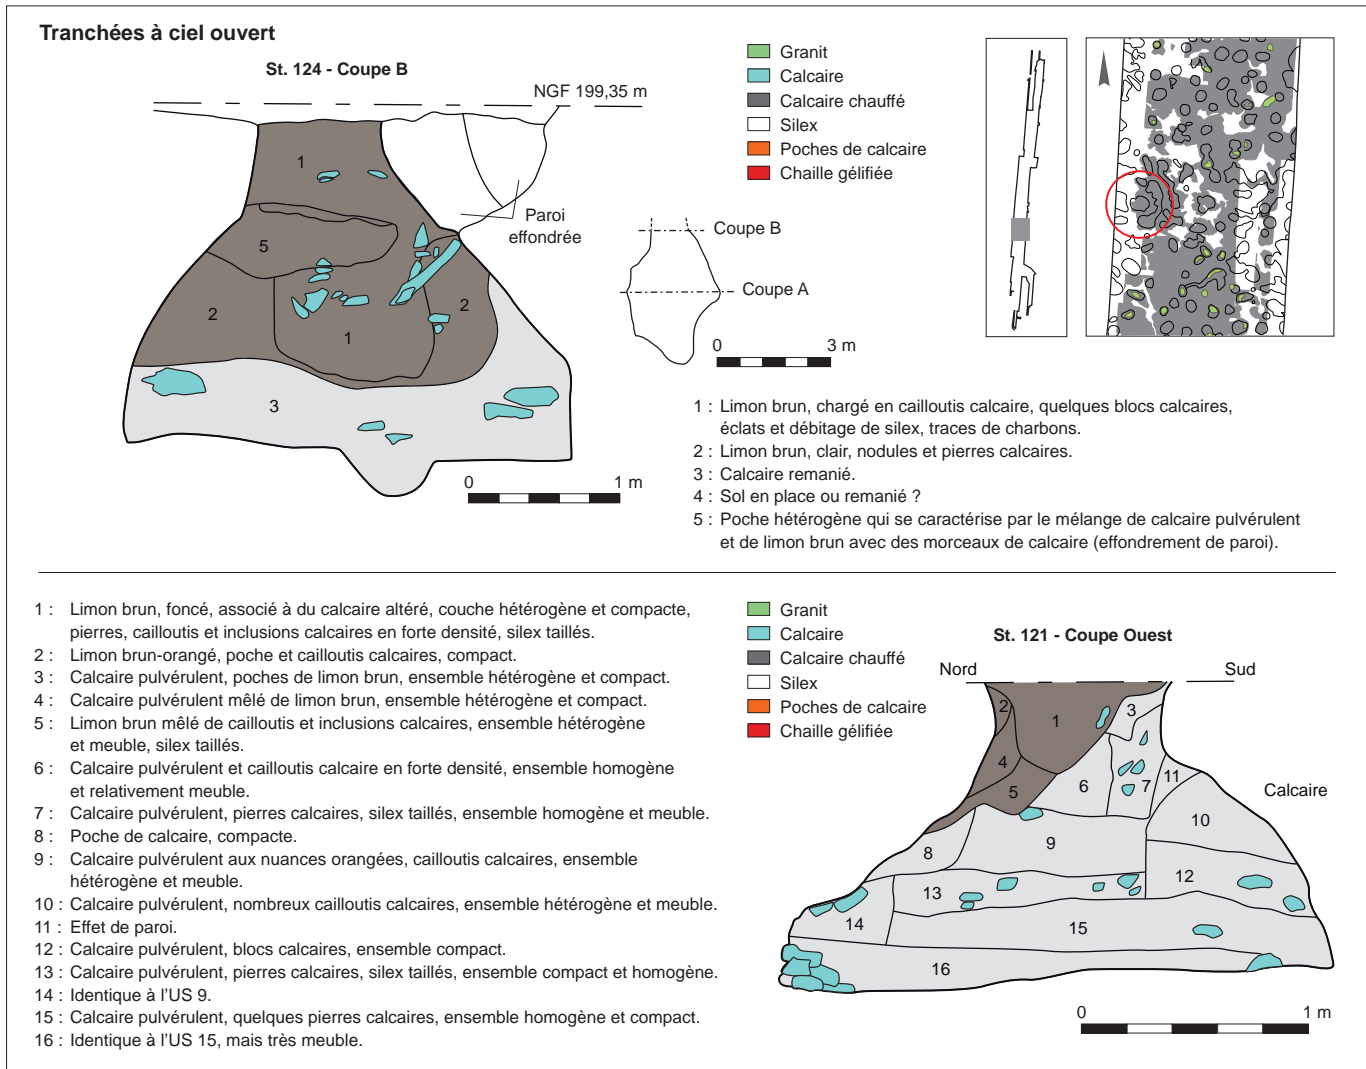 Tranchées à ciel ouvert
St. 124 - Coupe B
NGF 199,35 m
1
5
2
1
2
3
Paroi
effondrée
0 1 m
Granit
Calcaire
Calcaire chauffé
Silex
Poches de calcaire
Chaille gélifiée
Coupe B
Coupe A
0 3 m
1 : Limon brun, chargé en cailloutis calcaire, quelques blocs calcaires,
éclats et débitage de silex, traces de charbons.
2 : Limon brun, clair, nodules et pierres calcaires.
3 : Calcaire remanié.
4 : Sol en place ou remanié ?
5 : Poche hétérogène qui se caractérise par le mélange de calcaire pulvérulent
et de limon brun avec des morceaux de calcaire (effondrement de paroi).
1 : Limon brun, foncé, associé à du calcaire altéré, couche hétérogène et compacte,
pierres, cailloutis et inclusions calcaires en forte densité, silex taillés.
2 : Limon brun-orangé, poche et cailloutis calcaires, compact.
3 : Calcaire pulvérulent, poches de limon brun, ensemble hétérogène et compact.
4 : Calcaire pulvérulent mêlé de limon brun, ensemble hétérogène et compact.
5 : Limon brun mêlé de cailloutis et inclusions calcaires, ensemble hétérogène
et meuble, silex taillés.
6 : Calcaire pulvérulent et cailloutis calcaire en forte densité, ensemble homogène
et relativement meuble.
7 : Calcaire pulvérulent, pierres calcaires, silex taillés, ensemble homogène et meuble.
8 : Poche de calcaire, compacte.
9 : Calcaire pulvérulent aux nuances orangées, cailloutis calcaires, ensemble
hétérogène et meuble.
10 : Calcaire pulvérulent, nombreux cailloutis calcaires, ensemble hétérogène et meuble.
11 : Effet de paroi.
12 : Calcaire pulvérulent, blocs calcaires, ensemble compact.
13 : Calcaire pulvérulent, pierres calcaires, silex taillés, ensemble compact et homogène.
14 : Identique à l'US 9.
15 : Calcaire pulvérulent, quelques pierres calcaires, ensemble homogène et compact.
16 : Identique à l'US 15, mais très meuble.
Granit
Calcaire
Calcaire chauffé
Silex
Poches de calcaire
Chaille gélifiée
St. 121 - Coupe Ouest
Nord Sud
2
1
3
4
5
6
7
11
Calcaire
10
8
9
12
13
14
15
16
0 1 m